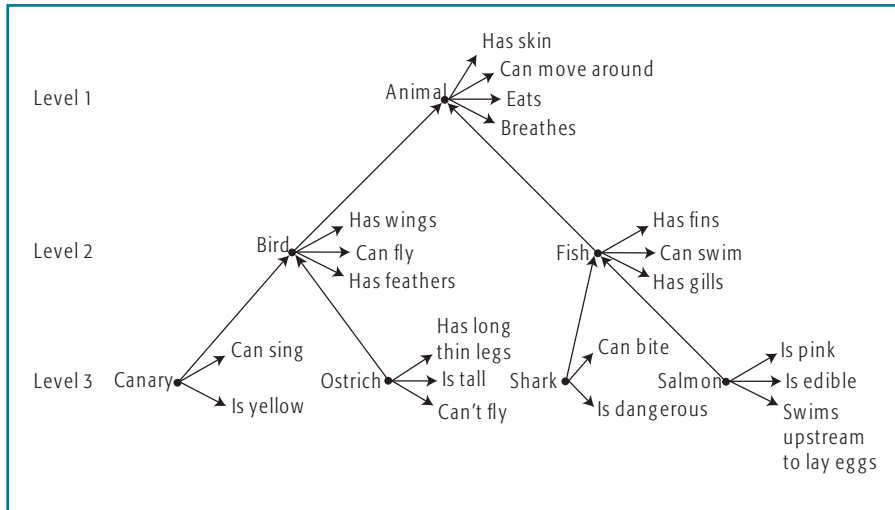 Has skin
Can move around
Level 1
Animal
Eats
Breathes
Has wings
Has fins
Level 2
Bird
Can fly
Fish
Can swim
Has feathers
Has gills
Has long
thin legs
Can sing
Can bite
Is pink
Level 3
Canary
Ostrich
Is tall
Shark
Salmon
Is edible
Is yellow
Can't fly
Is dangerous
Swims
upstream
to lay eggs